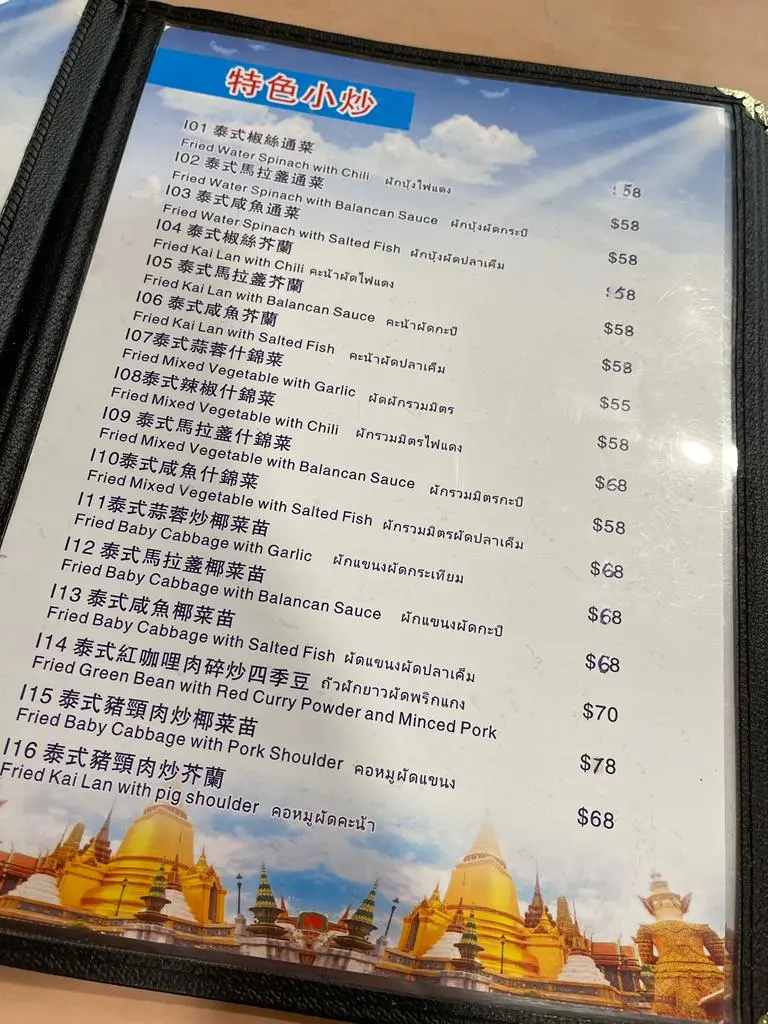 特色小炒
I01 泰式椒絲通菜
Fried Water Spinach with Chili ผักบุ้งไฟแดง $58
I02 泰式馬拉盞通菜
Fried Water Spinach with Balancan Sauce ผักบุ้งผัดกระปี $58
I03 泰式咸魚通菜
Fried Water Spinach with Salted Fish ผักบุ้งผัดปลาเค็ม $58
I04 泰式椒絲芥蘭
Fried Kai Lan with Chili คะน้าผัดไฟแดง $58
I05 泰式馬拉盞芥蘭
Fried Kai Lan with Balancan Sauce คะน้าผัดกะปี $58
I06 泰式咸魚芥蘭
Fried Kai Lan with Salted Fish คะน้าผัดปลาเค็ม $58
I07泰式蒜蓉什錦菜
Fried Mixed Vegetable with Garlic ผัดผักรวมมิตร $55
I08泰式辣椒什錦菜
Fried Mixed Vegetable with Chili ผักรวมมิตรไฟแดง $58
I09 泰式馬拉盞什錦菜
Fried Mixed Vegetable with Balancan Sauce ผักรวมมิตรกะปี $68
I10泰式咸魚什錦菜
Fried Mixed Vegetable with Salted Fish ผักรวมมิตรผัดปลาเค็ม $58
I11泰式蒜蓉炒椰菜苗
Fried Baby Cabbage with Garlic ผักแขนงผัดกระเทียม $68
I12 泰式馬拉盞椰菜苗
Fried Baby Cabbage with Balancan Sauce ผักแขนงผัดกะปี $68
I13 泰式咸魚椰菜苗
Fried Baby Cabbage with Salted Fish ผัดแขนงผัดปลาเค็ม $68
I14 泰式紅咖哩肉碎炒四季豆 ถัวฝักยาวผัดพริกแกง
Fried Green Bean with Red Curry Powder and Minced Pork $70
I15 泰式豬頸肉炒椰菜苗
Fried Baby Cabbage with Pork Shoulder คอหมูผัดแขนง $78
I16 泰式豬頸肉炒芥蘭
Fried Kai Lan with pig shoulder คอหมูผัดคะน้า $68